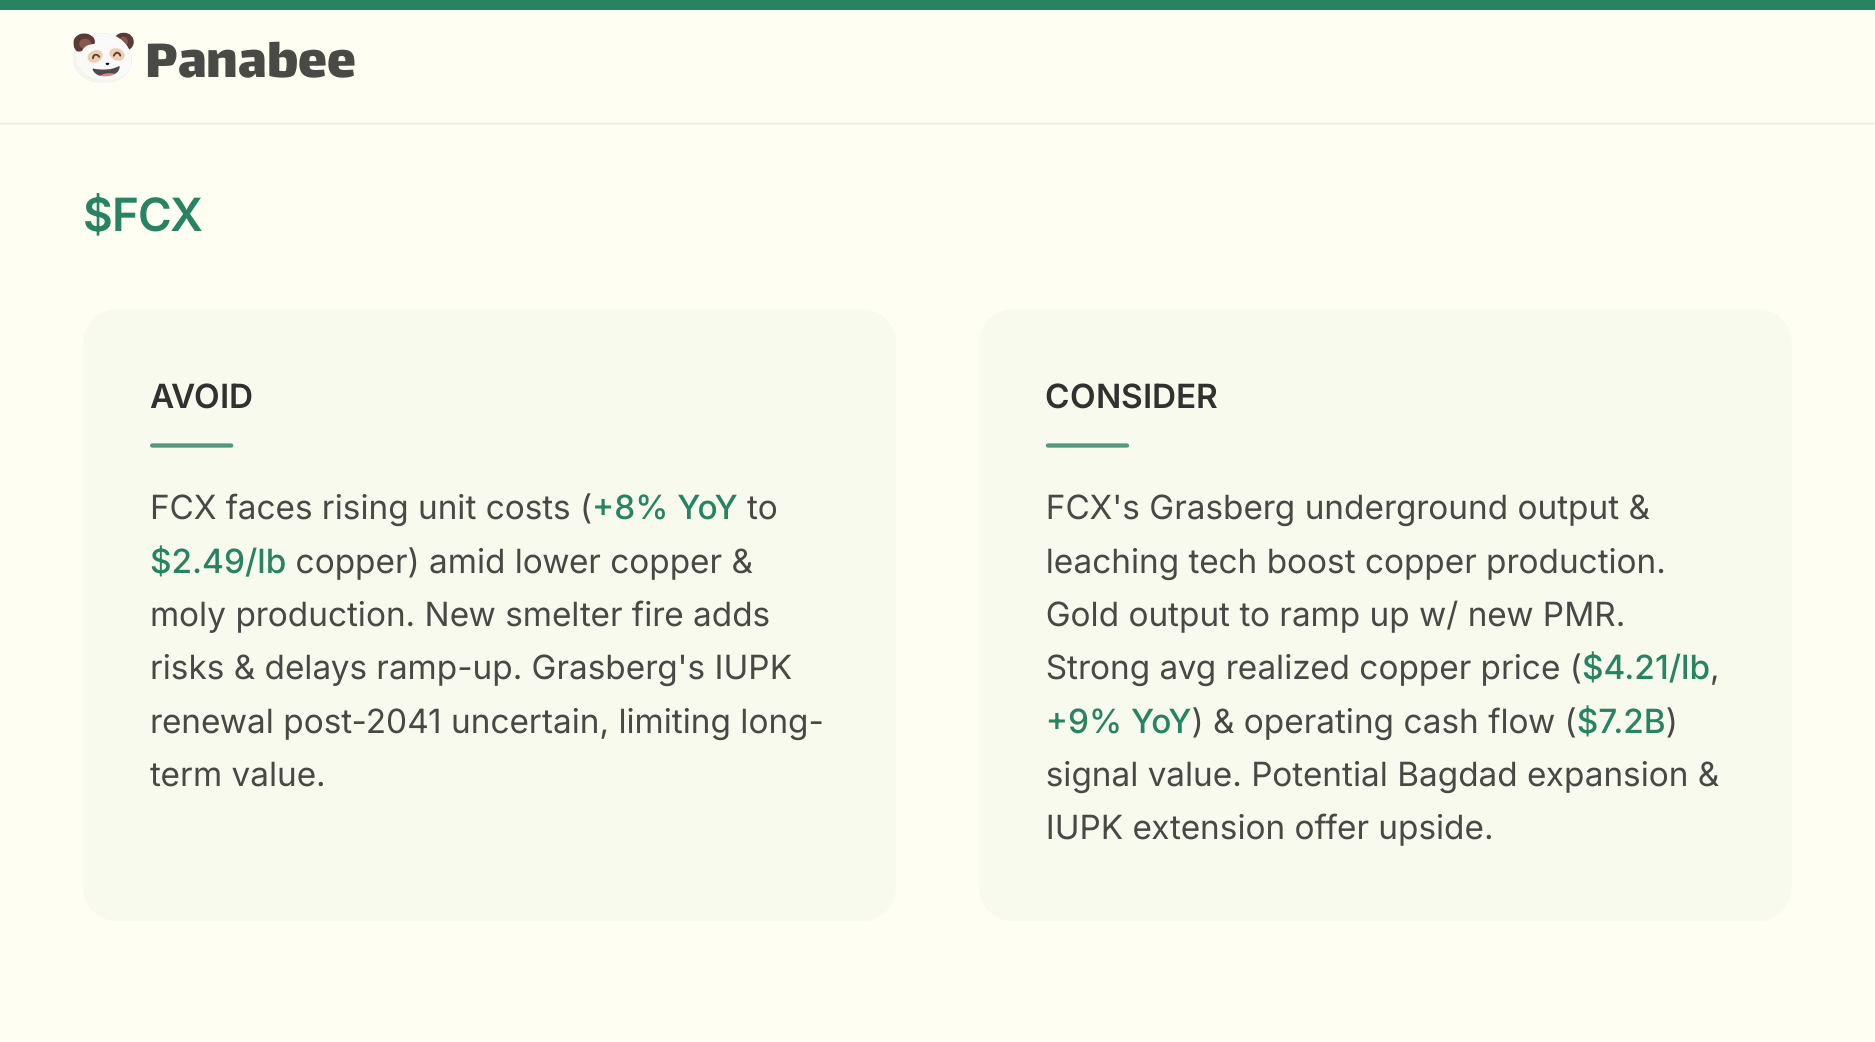 Panabee
$FCX
AVOID
FCX faces rising unit costs (+8% YoY to
$2.49/lb copper) amid lower copper &
moly production. New smelter fire adds
risks & delays ramp-up. Grasberg's IUPK
renewal post-2041 uncertain, limiting long-
term value.
CONSIDER
FCX's Grasberg underground output &
leaching tech boost copper production.
Gold output to ramp up w/ new PMR.
Strong avg realized copper price ($4.21/lb,
+9% YoY) & operating cash flow ($7.2B)
signal value. Potential Bagdad expansion &
IUPK extension offer upside.